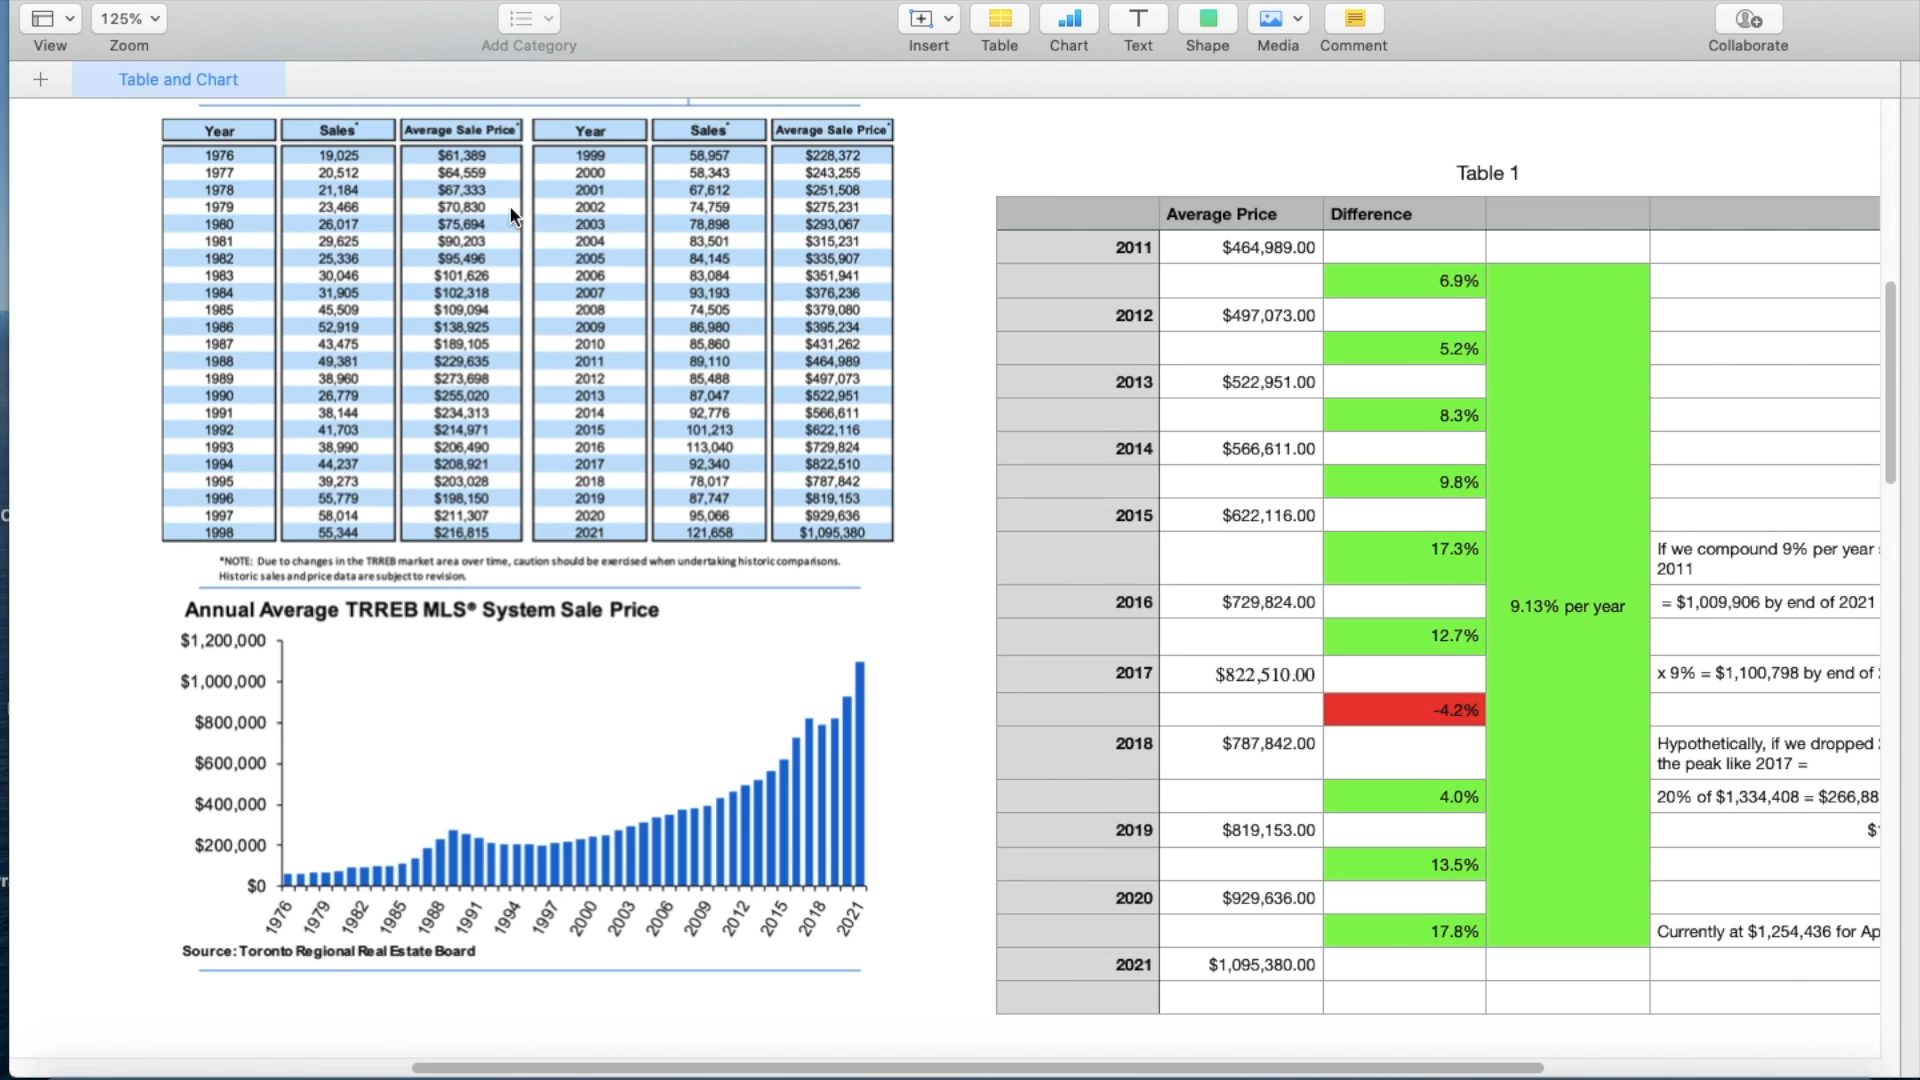 125%
View
Zoom
Add Category
Insert
Table
Chart
Text
Shape
Media
Comment
Collaborate
Table and Chart
Year Sales* Average Sale Price* Year Sales* Average Sale Price*
1976 19,025 $61,389 1999 58,957 $228,372
1977 20,512 $64,559 2000 58,343 $243,255
1978 21,184 $67,333 2001 67,612 $251,508
1979 23,466 $70,830 2002 74,759 $275,231
1980 26,017 $75,694 2003 78,898 $293,067
1981 29,625 $90,203 2004 83,501 $315,231
1982 25,336 $95,496 2005 84,145 $335,907
1983 30,046 $101,626 2006 83,084 $351,941
1984 31,905 $102,318 2007 93,193 $376,236
1985 45,509 $109,094 2008 74,505 $379,080
1986 52,919 $138,925 2009 86,980 $395,234
1987 43,475 $189,105 2010 85,860 $431,262
1988 49,381 $229,635 2011 89,110 $464,989
1989 38,960 $273,698 2012 85,488 $497,073
1990 26,779 $255,020 2013 87,047 $522,951
1991 38,144 $234,313 2014 92,776 $566,611
1992 41,703 $214,971 2015 101,213 $622,116
1993 38,990 $206,490 2016 113,040 $729,824
1994 44,237 $208,921 2017 92,340 $822,510
1995 39,273 $203,028 2018 78,017 $787,842
1996 55,779 $198,150 2019 87,747 $819,153
1997 58,014 $211,307 2020 95,066 $929,636
1998 55,344 $216,815 2021 121,658 $1,095,380
*NOTE: Due to changes in the TRREB market area over time, caution should be exercised when undertaking historic comparisons.
Historic sales and price data are subject to revision.
Annual Average TRREB MLS® System Sale Price
$1,200,000
$1,000,000
$800,000
$600,000
$400,000
$200,000
$0
1976 1979 1982 1985 1988 1991 1994 1997 2000 2003 2006 2009 2012 2015 2018 2021
Source: Toronto Regional Real Estate Board
Table 1
Average Price Difference
2011 $464,989.00
6.9%
2012 $497,073.00
5.2%
2013 $522,951.00
8.3%
2014 $566,611.00
9.8%
2015 $622,116.00
17.3% If we compound 9% per year
2011
2016 $729,824.00 9.13% per year = $1,009,906 by end of 2021
12.7%
2017 $822,510.00 x 9% = $1,100,798 by end of
-4.2%
2018 $787,842.00 Hypothetically, if we dropped
the peak like 2017 =
4.0% 20% of $1,334,408 = $266,88
2019 $819,153.00 $
13.5%
2020 $929,636.00
17.8% Currently at $1,254,436 for Ap
2021 $1,095,380.00